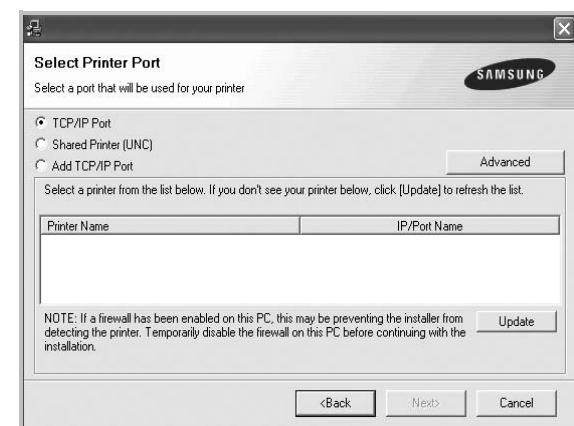 Select Printer Port
Select a port that will be used for your printer
SAMSUNG
TCP/IP Port
Shared Printer (UNC)
Add TCP/IP Port
Advanced
Select a printer from the list below. If you don't see your printer below, click [Update] to refresh the list.
Printer Name IP/Port Name
NOTE: If a firewall has been enabled on this PC, this may be preventing the installer from
detecting the printer. Temporarily disable the firewall on this PC before continuing with the
installation.
Update
<Back Next> Cancel